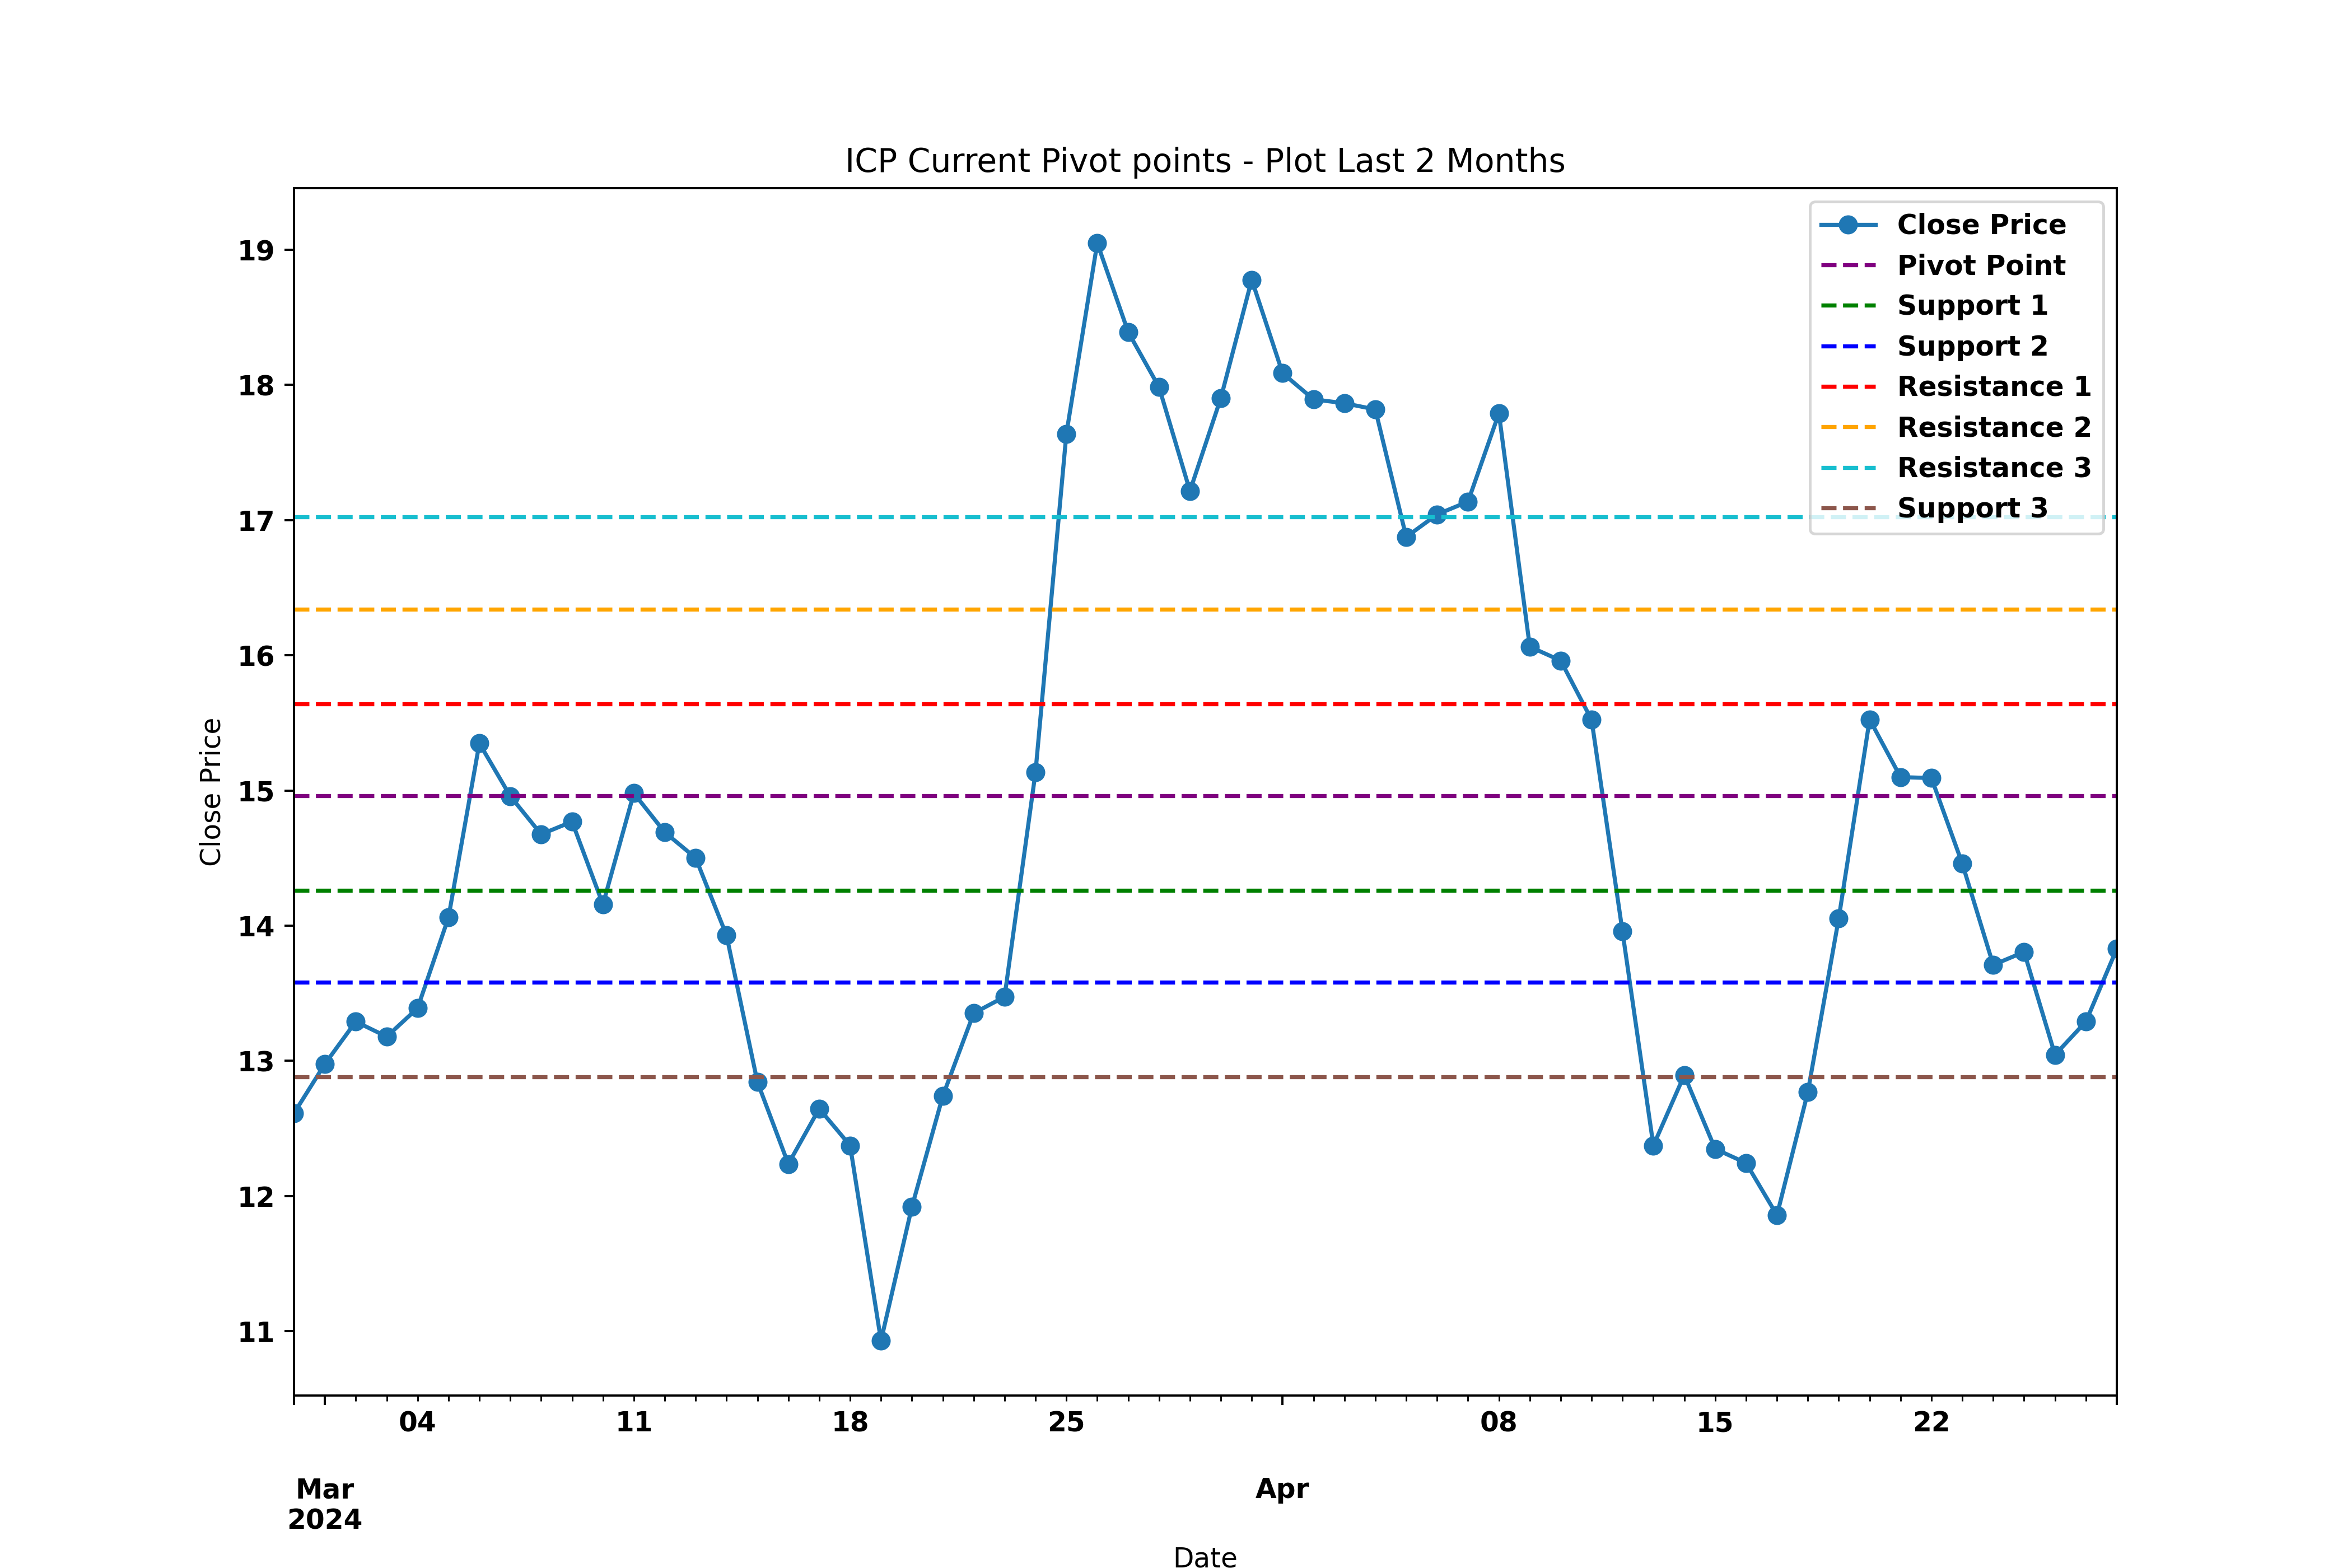 ICP Current Pivot points - Plot Last 2 Months
Close Price
Pivot Point
Support 1
Support 2
Resistance 1
Resistance 2
Resistance 3
Support 3
19
18
17
16
15
14
13
12
11
Close Price
04
11
18
25
08
15
22
Mar
2024
Apr
Date